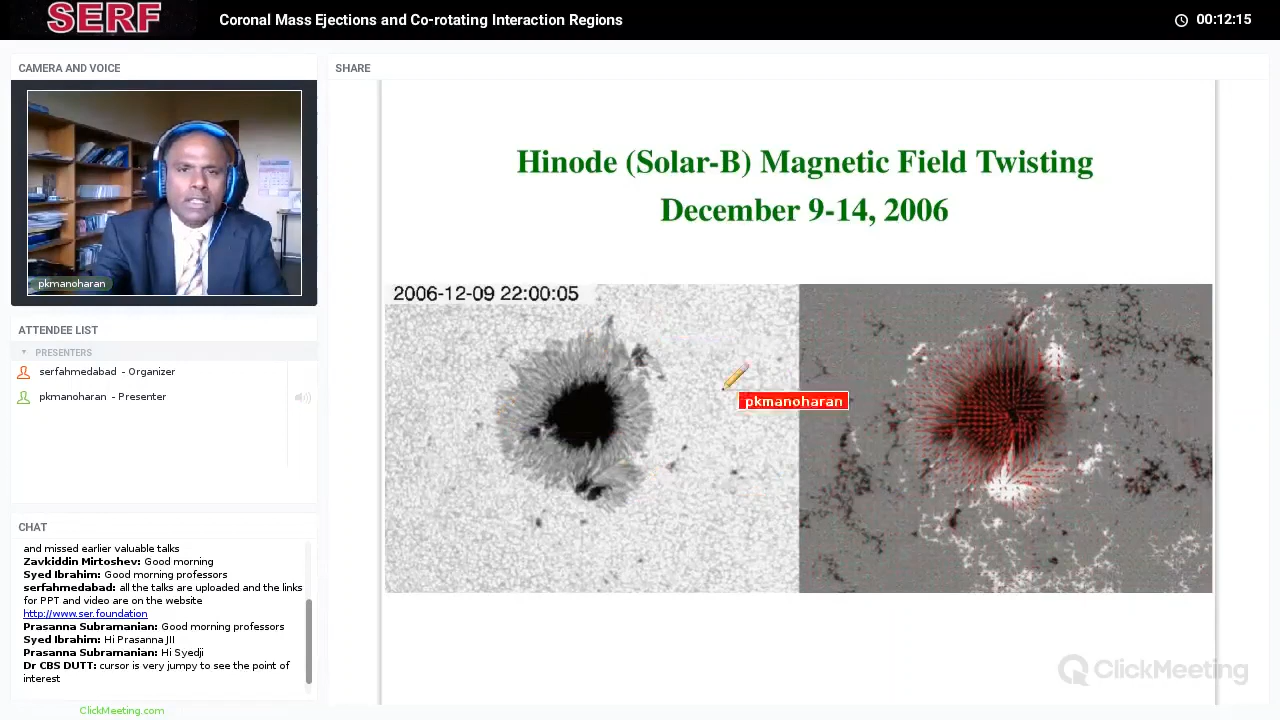 SERF
Coronal Mass Ejections and Co-rotating Interaction Regions
00:12:15
CAMERA AND VOICE
pkmanoharan
ATTENDEE LIST
PRESENTERS
serfahmedabad - Organizer
pkmanoharan - Presenter
CHAT
and missed earlier valuable talks
Zavkiddin Mirtoshev: Good morning
Syed Ibrahim: Good morning professors
serfahmedabad: all the talks are uploaded and the links
for PPT and video are on the website
http://www.ser.foundation
Prasanna Subramanian: Good morning professors
Syed Ibrahim: Hi Prasanna JII
Prasanna Subramanian: Hi Syedji
Dr CBS DUTT: cursor is very jumpy to see the point of
interest
ClickMeeting.com
SHARE
Hinode (Solar-B) Magnetic Field Twisting
December 9-14, 2006
2006-12-09 22:00:05
pkmanoharan
ClickMeeting